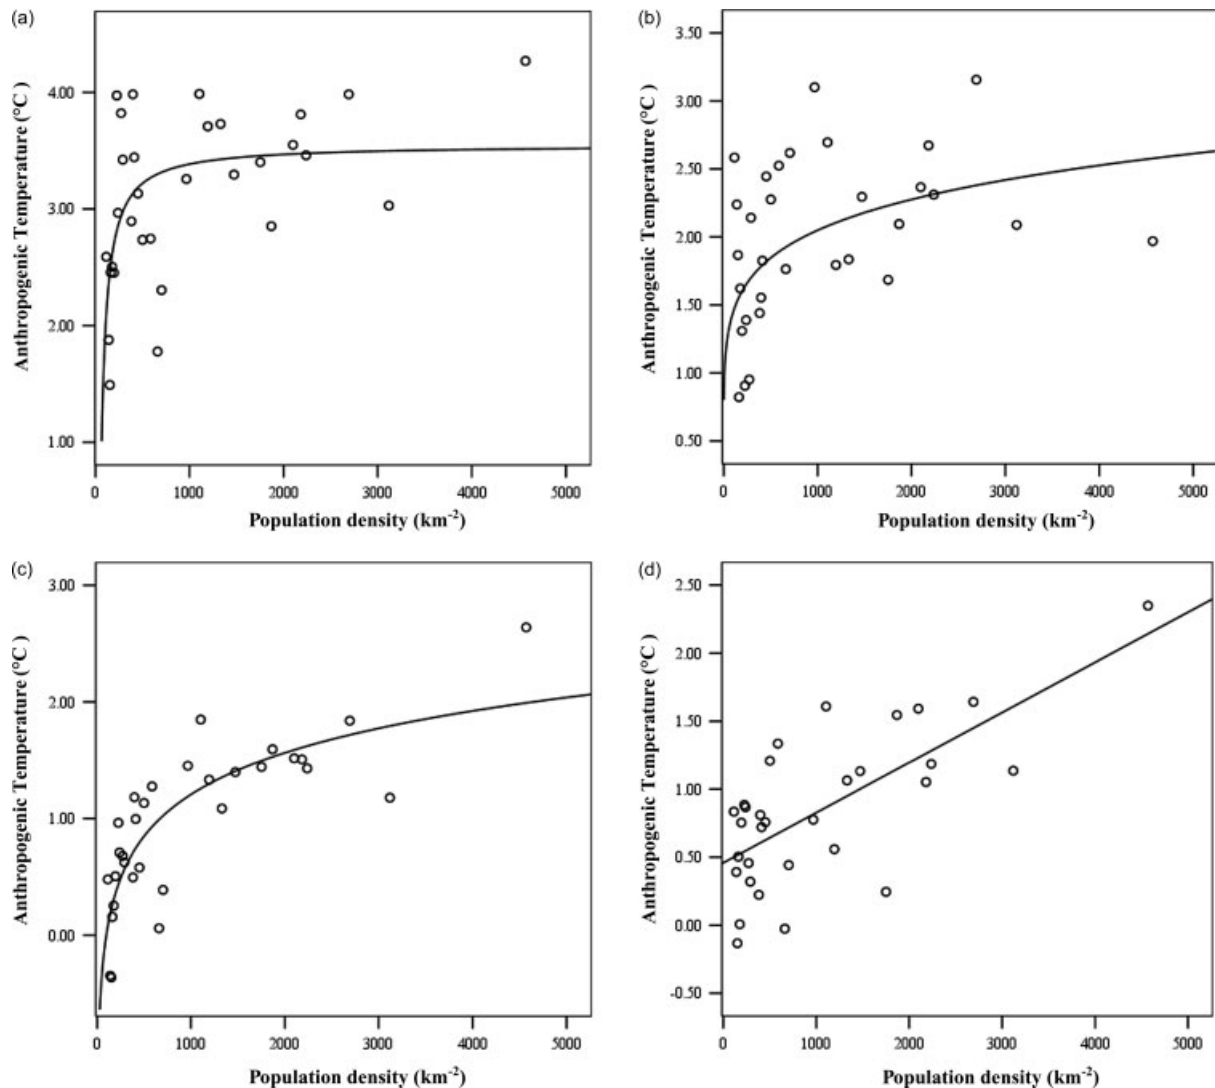 (a)
Anthropogenic Temperature (°C )
4.00
3.00
2.00
1.00
0 1000 2000 3000 4000 5000
Population density (km-2)
(b)
Anthropogenic Temperature (°C )
3.50
3.00
2.50
2.00
1.50
1.00
0.50
0 1000 2000 3000 4000 5000
Population density (km-2)
(c)
Anthropogenic Temperature (°C )
3.00
2.00
1.00
0.00
0 1000 2000 3000 4000 5000
Population density (km-2)
(d)
Anthropogenic Temperature (°C )
2.50
2.00
1.50
1.00
0.50
0.00
-0.50
0 1000 2000 3000 4000 5000
Population density (km-2)